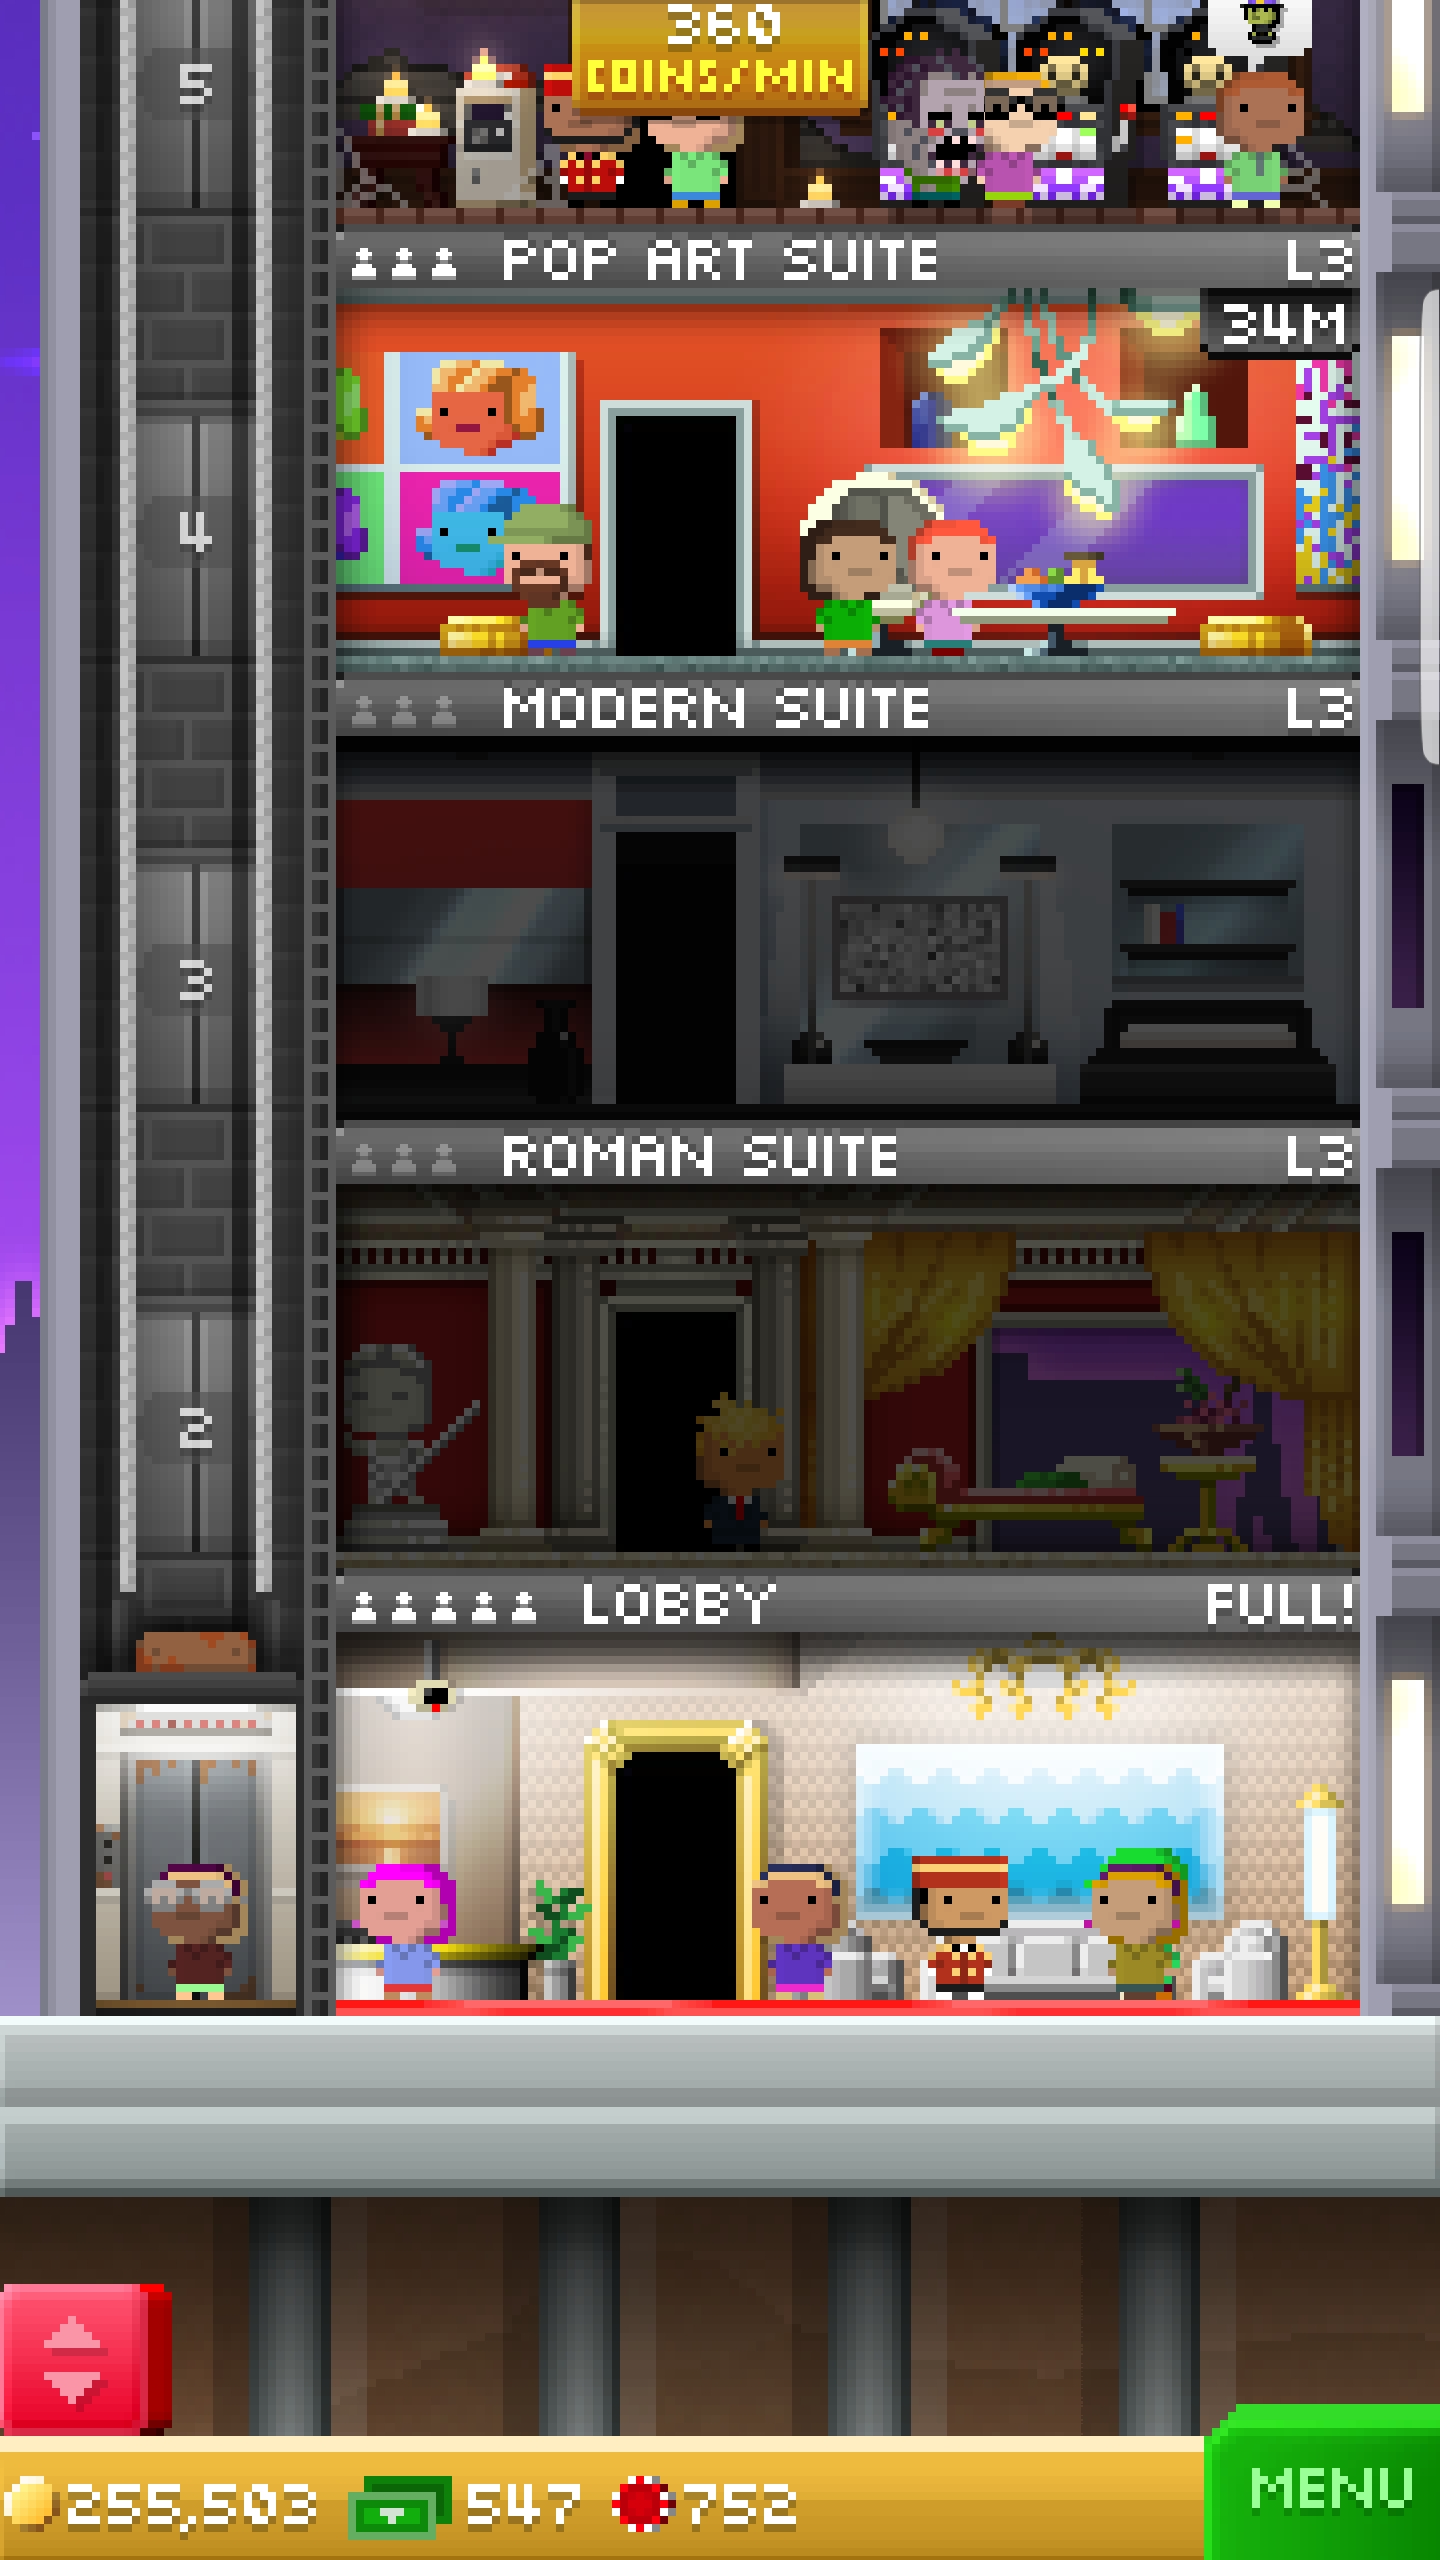 360
COINS/MIN
5
POP ART SUITE L3
34M
4
MODERN SUITE L3
3
ROMAN SUITE L3
2
LOBBY FULL!
255,503 547 752
MENU